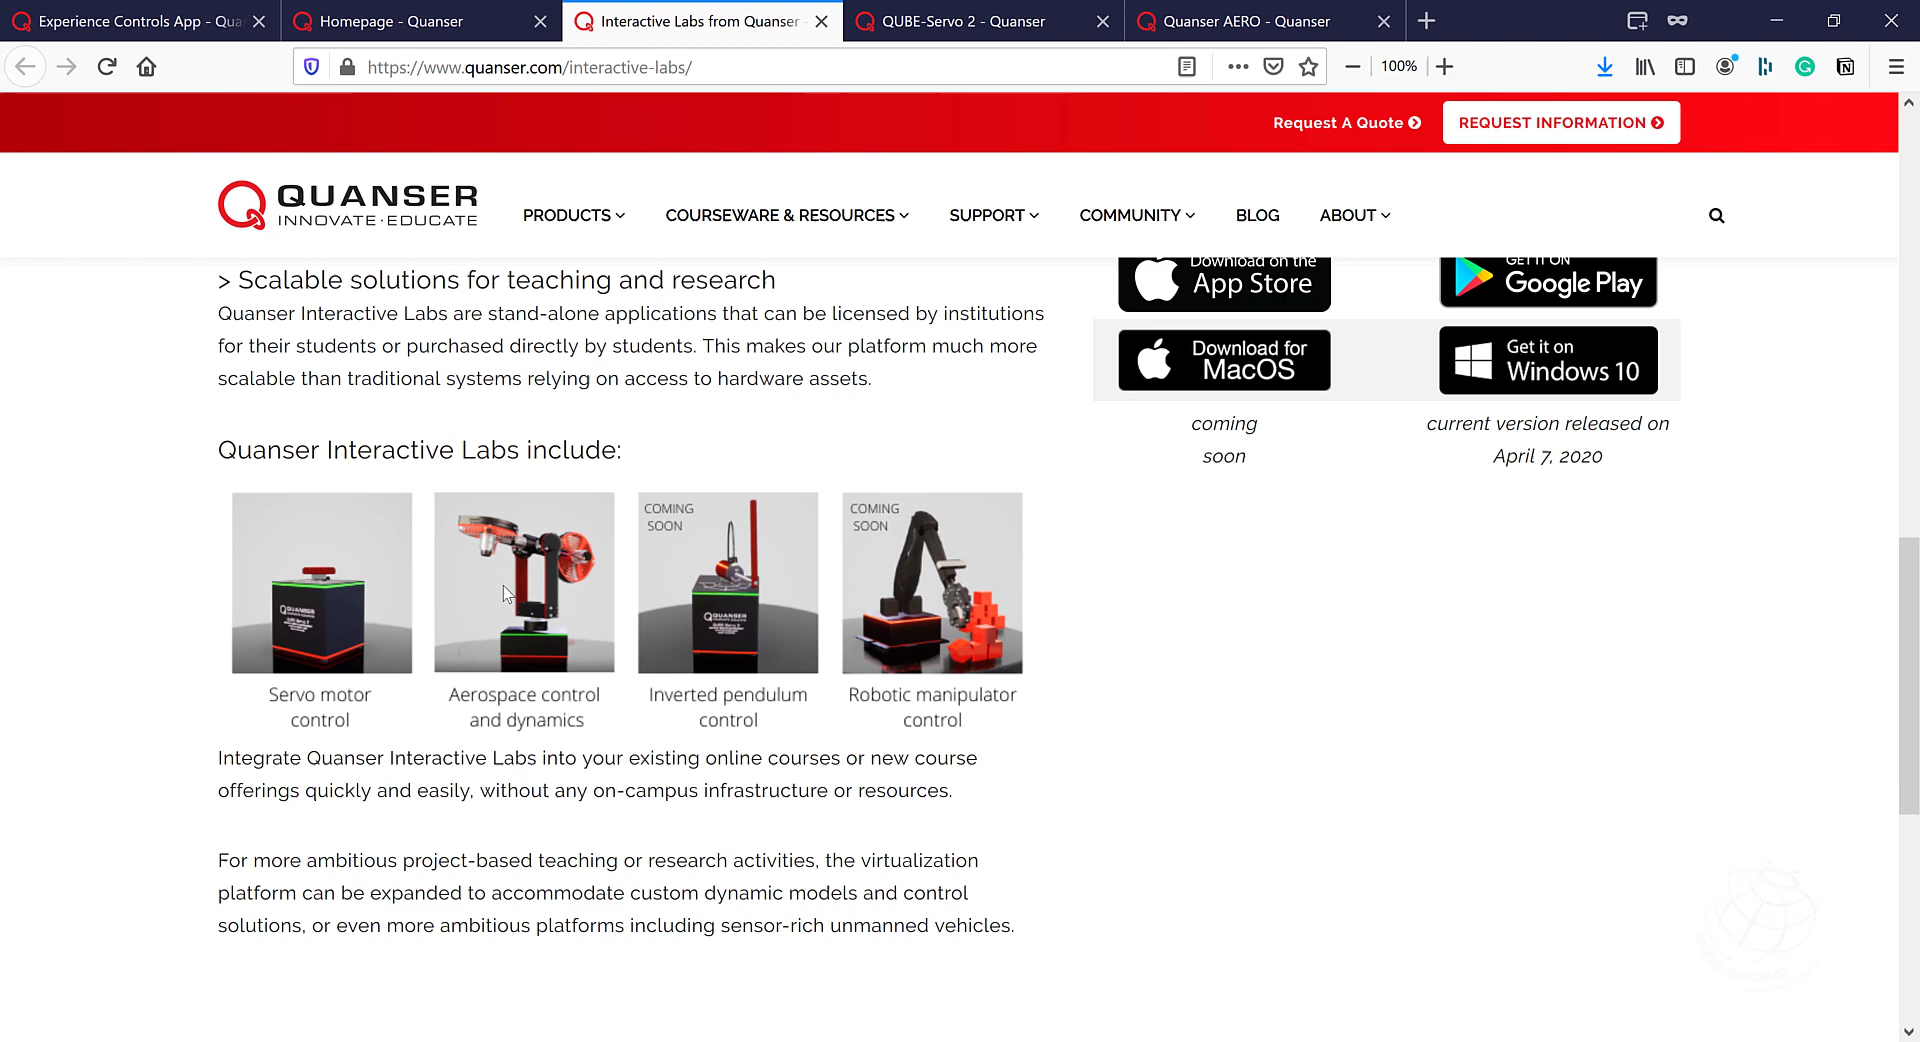 Experience Controls App - Qua
Homepage - Quanser
Interactive Labs from Quanser -
QUBE-Servo 2 - Quanser
Quanser AERO - Quanser
https://www.quanser.com/interactive-labs/
100%
Request A Quote
REQUEST INFORMATION
QUANSER
INNOVATE·EDUCATE
PRODUCTS
COURSEWARE & RESOURCES
SUPPORT
COMMUNITY
BLOG
ABOUT
> Scalable solutions for teaching and research
Quanser Interactive Labs are stand-alone applications that can be licensed by institutions
for their students or purchased directly by students. This makes our platform much more
scalable than traditional systems relying on access to hardware assets.
Download on the
App Store
GET IT ON
Google Play
Download for
MacOS
Get it on
Windows 10
coming
soon
current version released on
April 7, 2020
Quanser Interactive Labs include:
COMING
SOON
COMING
SOON
QUANSER
QUANSER
Servo motor
control
Aerospace control
and dynamics
Inverted pendulum
control
Robotic manipulator
control
Integrate Quanser Interactive Labs into your existing online courses or new course
offerings quickly and easily, without any on-campus infrastructure or resources.
For more ambitious project-based teaching or research activities, the virtualization
platform can be expanded to accommodate custom dynamic models and control
solutions, or even more ambitious platforms including sensor-rich unmanned vehicles.